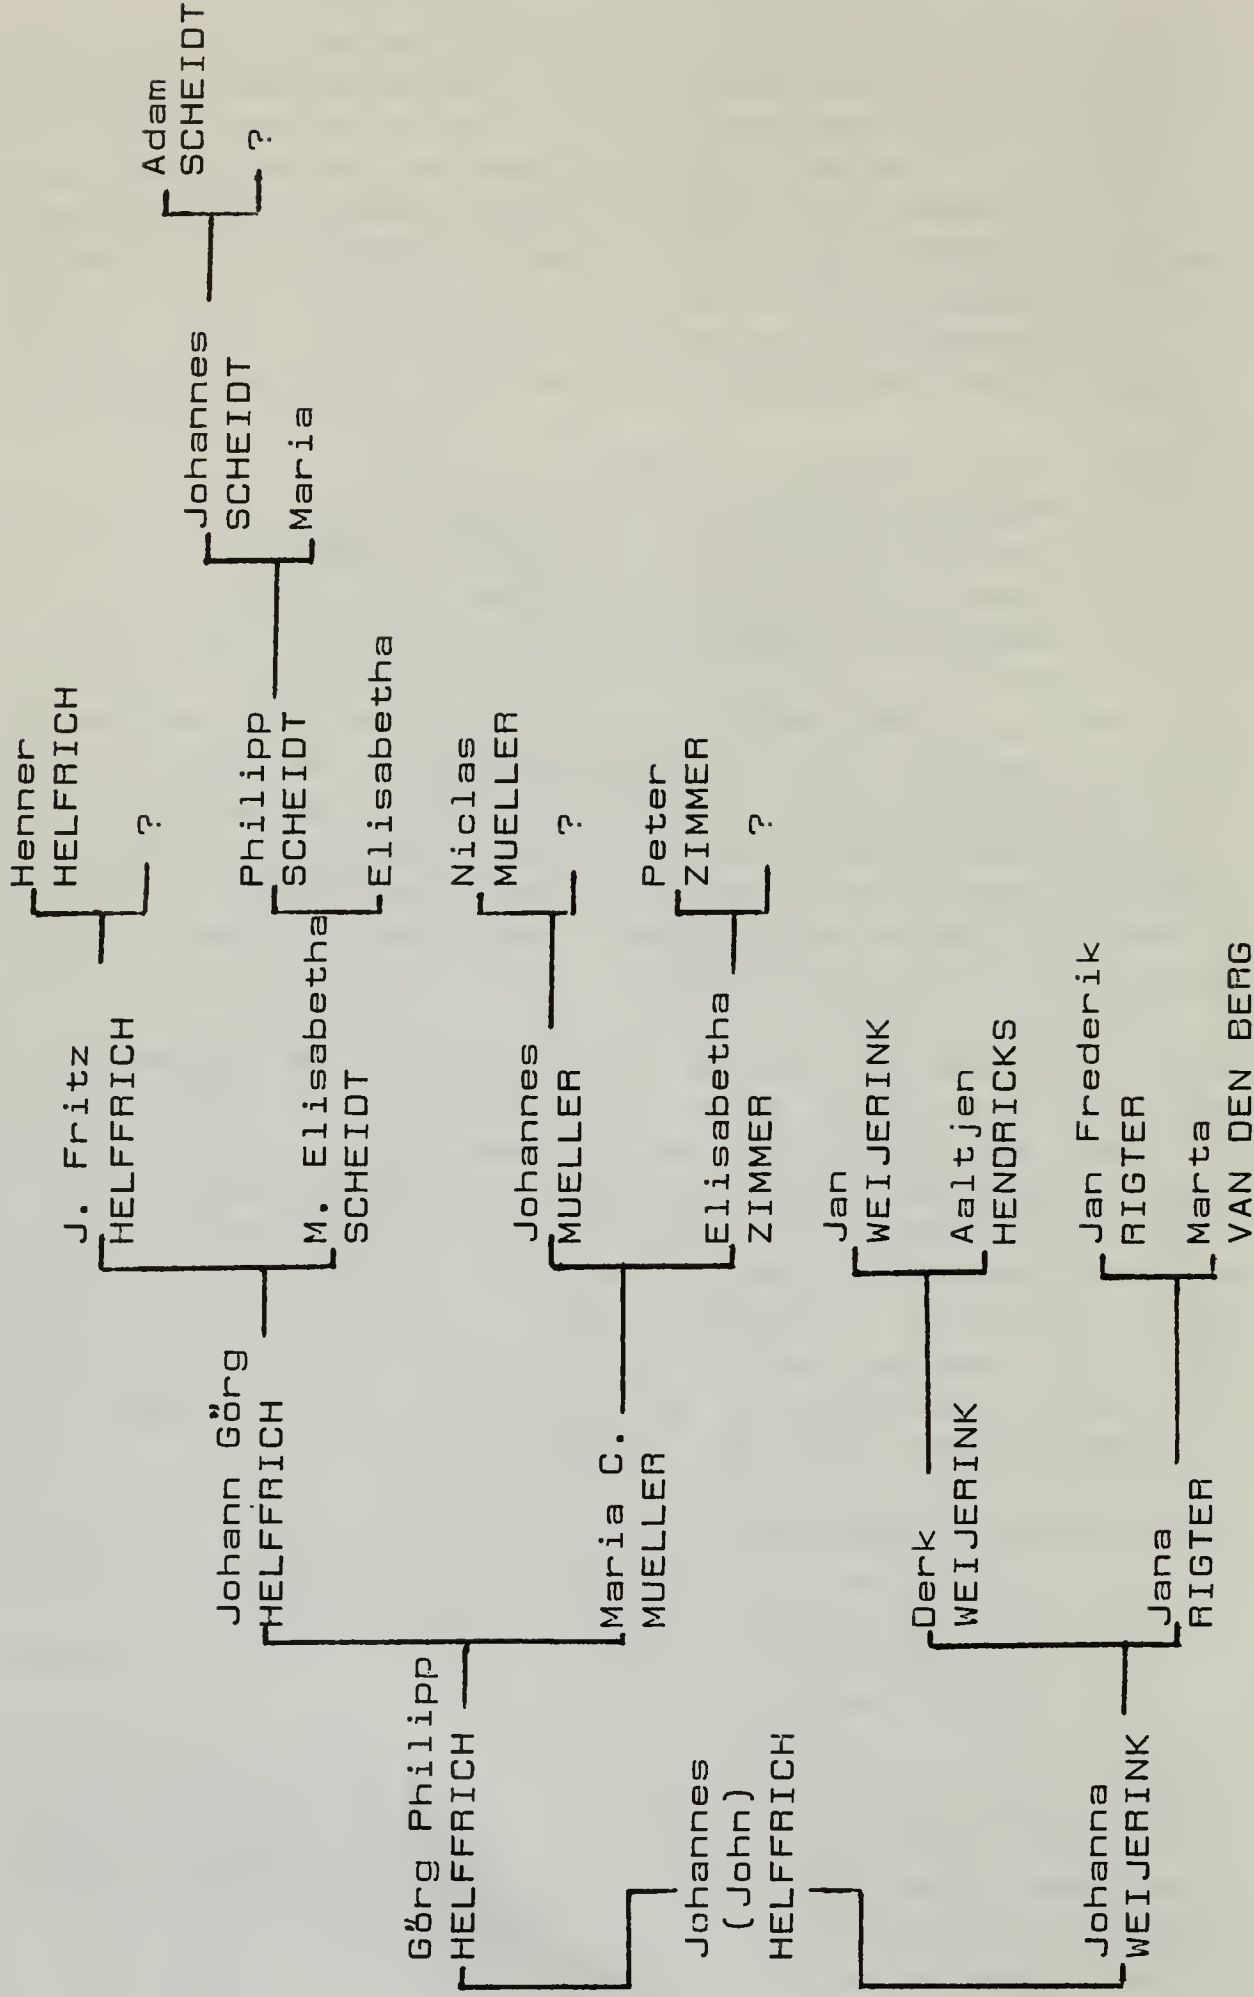 Adam
SCHEIDT
?
Johannes
SCHEIDT
Maria
Henner
HELFRICH
?
Philipp
SCHEIDT
Elisabetha
Niclas
MUELLER
?
Peter
ZIMMER
?
J. Fritz
HELFFRICH
M. Elisabetha
SCHEIDT
Johannes
MUELLER
Elisabetha
ZIMMER
Jan
WEIJERINK
Aaltjen
HENDRICKS
Jan Frederik
RIGTER
Marta
VAN DEN BERG
Johann Görg
HELFFRICH
Maria C.
MUELLER
Derk
WEIJERINK
Jana
RIGTER
Görg Philipp
HELFFRICH
Johannes
(John)
HELFFRICH
Johanna
WEIJERINK